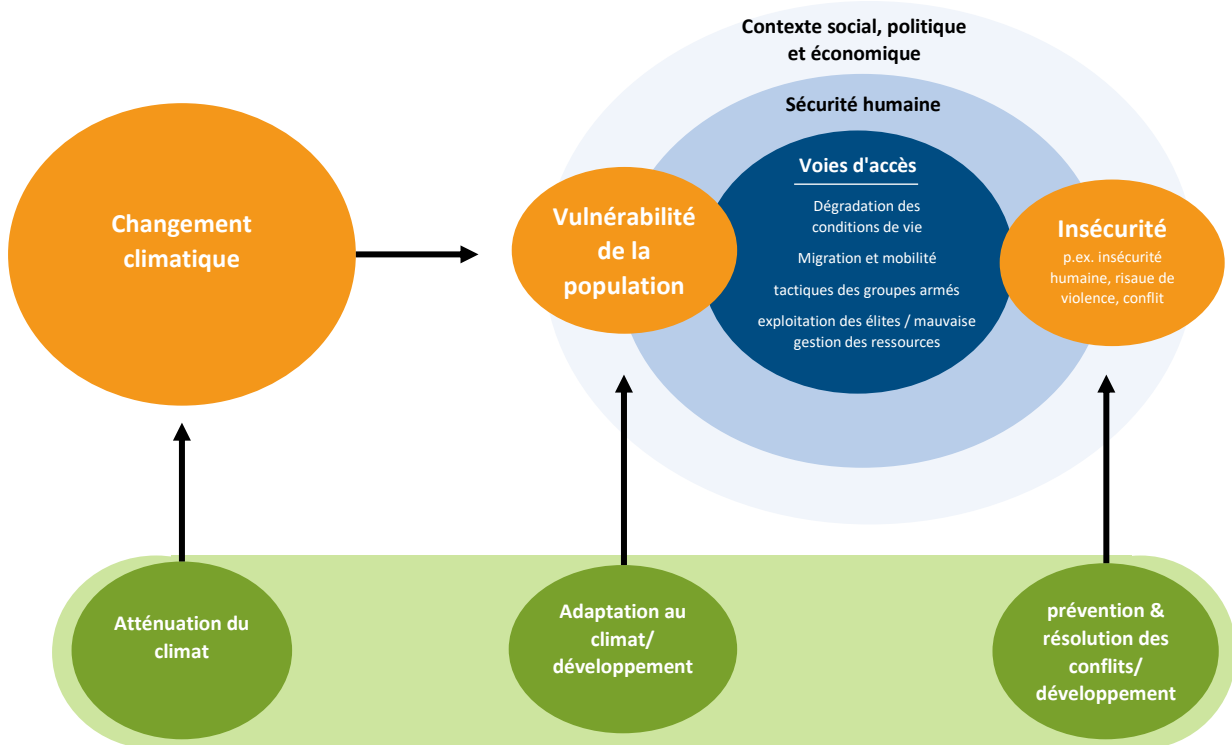 Contexte social, politique
et économique
Sécurité humaine
Changement
climatique
Vulnérabilité
de la
population
Voies d'accès
Dégradation des
conditions de vie
Migration et mobilité
tactiques des groupes armés
exploitation des élites / mauvaise
gestion des ressources
Insécurité
p.ex. insécurité
humaine, risaue de
violence, conflit
Atténuation du
climat
Adaptation au
climat/
développement
prévention &
résolution des
conflits/
développement